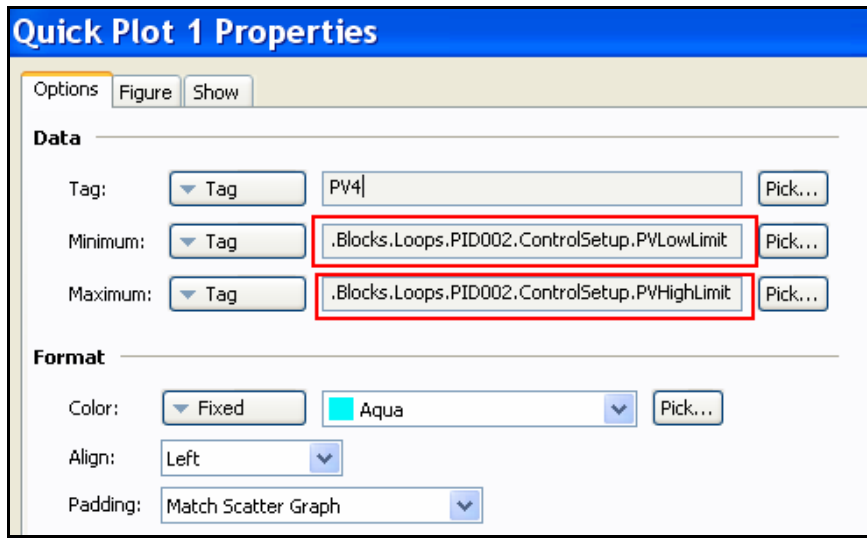 Quick Plot 1 Properties
Options Figure Show
Data
Tag: Tag PV4 Pick...
Minimum: Tag .Blocks.Loops.PID002.ControlSetup.PVLowLimit Pick...
Maximum: Tag .Blocks.Loops.PID002.ControlSetup.PVHighLimit Pick...
Format
Color: Fixed Aqua Pick...
Align: Left
Padding: Match Scatter Graph